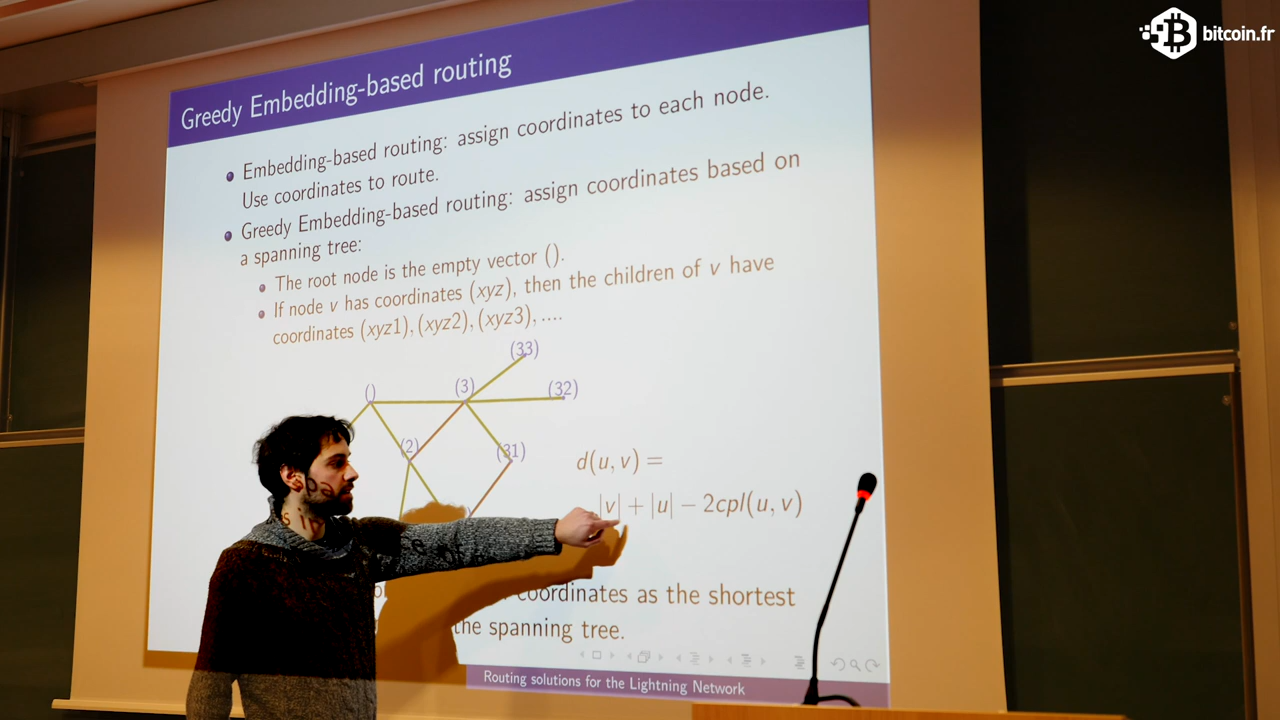 bitcoin.fr
Greedy Embedding-based routing
Embedding-based routing: assign coordinates to each node.
Use coordinates to route.
Greedy Embedding-based routing: assign coordinates based on
a spanning tree:
The root node is the empty vector ().
If node v has coordinates (xyz), then the children of v have
coordinates (xyz1), (xyz2), (xyz3), ....
(33)
() (3) (32)
(2) (31)
d(u, v) =
|v| + |u| − 2cpl(u, v)
coordinates as the shortest
the spanning tree.
Routing solutions for the Lightning Network